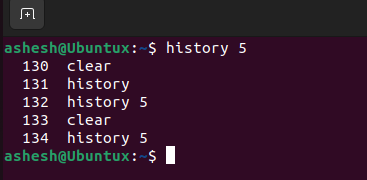 ashesh@Ubuntux:~$ history 5
130 clear
131 history
132 history 5
133 clear
134 history 5
ashesh@Ubuntux:~$